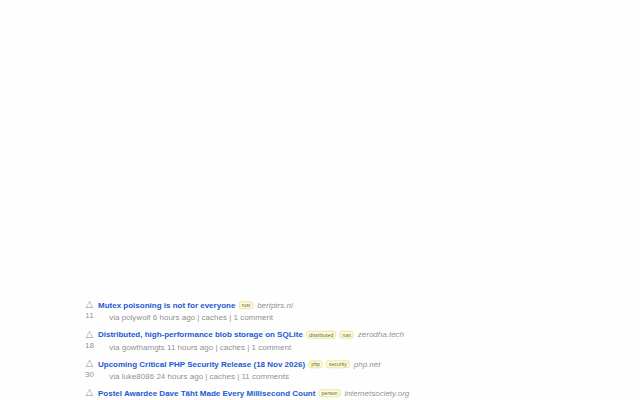 △ Mutex poisoning is not for everyone rust bertptrs.nl
11 via polywolf 6 hours ago | caches | 1 comment
△ Distributed, high-performance blob storage on SQLite distributed rust zerodha.tech
18 via gowthamgts 11 hours ago | caches | 1 comment
△ Upcoming Critical PHP Security Release (18 Nov 2026) php security php.net
30 via luke8086 24 hours ago | caches | 11 comments
△ Postel Awardee Dave Täht Made Every Millisecond Count person internetsociety.org